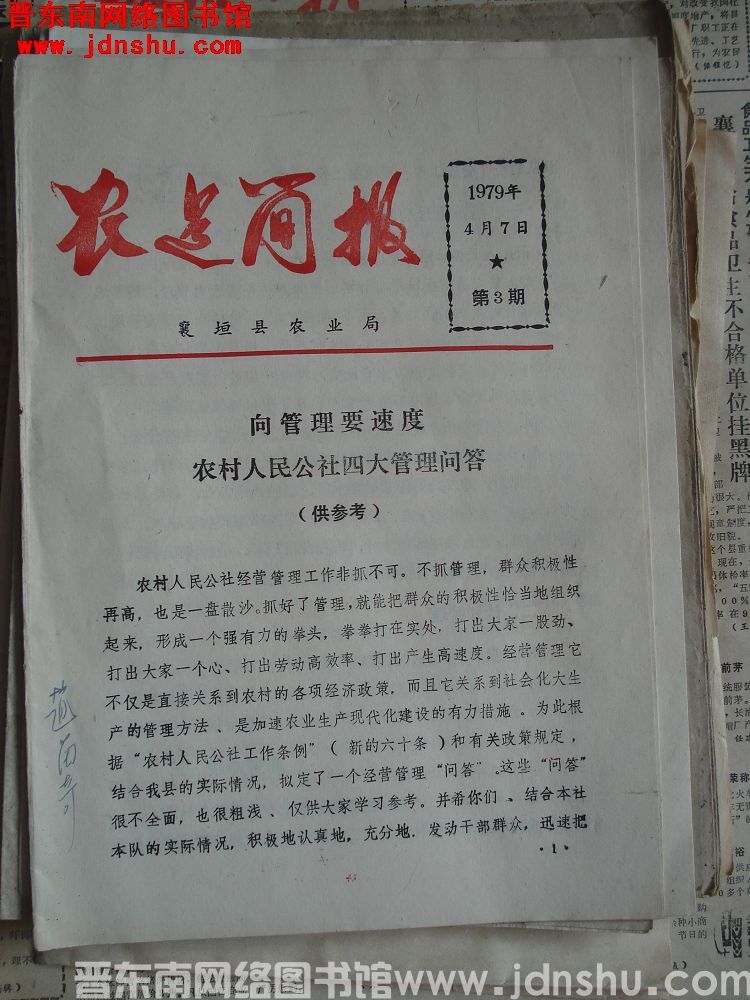 晋东南网络图书馆
www.jdnshu.com
农建简报
襄垣县农业局
1979年
4月7日
★
第3期
向管理要速度
农村人民公社四大管理问答
（供参考）
农村人民公社经营管理工作非抓不可。不抓管理，群众积极性
再高，也是一盘散沙。抓好了管理，就能把群众的积极性恰当地组织
起来，形成一个强有力的拳头，拳拳打在实处，打出大家一股劲、
打出大家一个心、打出劳动高效率、打出产生高速度。经营管理它
不仅是直接关系到农村的各项经济政策，而且它关系到社会化大生
产的管理方法、是加速农业生产现代化建设的有力措施。为此根
据“农村人民公社工作条例”（新的六十条）和有关政策规定，
结合我县的实际情况，拟定了一个经营管理“问答”。这些“问答”
很不全面，也很粗浅、仅供大家学习参考。并希你们、结合本社
本队的实际情况，积极地认真地，充分地．发动干部群众，迅速把
·1·
卫生不合格单位挂黑牌
晋东南网络图书馆www.jdnshu.com